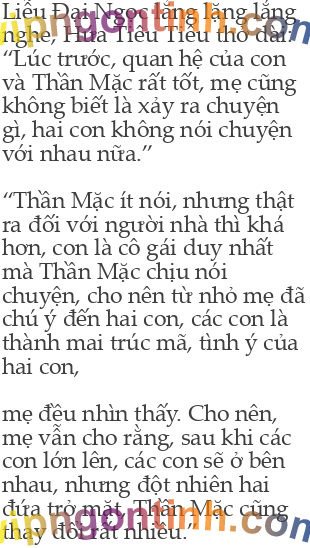 Liễu Đại Ngọc lẳng lặng lắng
nghe, Hứa Tiêu Tiêu thở dài.
“Lúc trước, quan hệ của con
và Thần Mặc rất tốt, mẹ cũng
không biết là xảy ra chuyện
gì, hai con không nói chuyện
với nhau nữa.”
“Thần Mặc ít nói, nhưng thật
ra đối với người nhà thì khá
hơn, con là cô gái duy nhất
mà Thần Mặc chịu nói
chuyện, cho nên từ nhỏ mẹ đã
chú ý đến hai con, các con là
thành mai trúc mã, tình ý của
hai con,
mẹ đều nhìn thấy. Cho nên,
mẹ vẫn cho rằng, sau khi các
con lớn lên, các con sẽ ở bên
nhau, nhưng đột nhiên hai
đứa trở mặt, Thần Mặc cũng
thay đổi rất nhiều.”